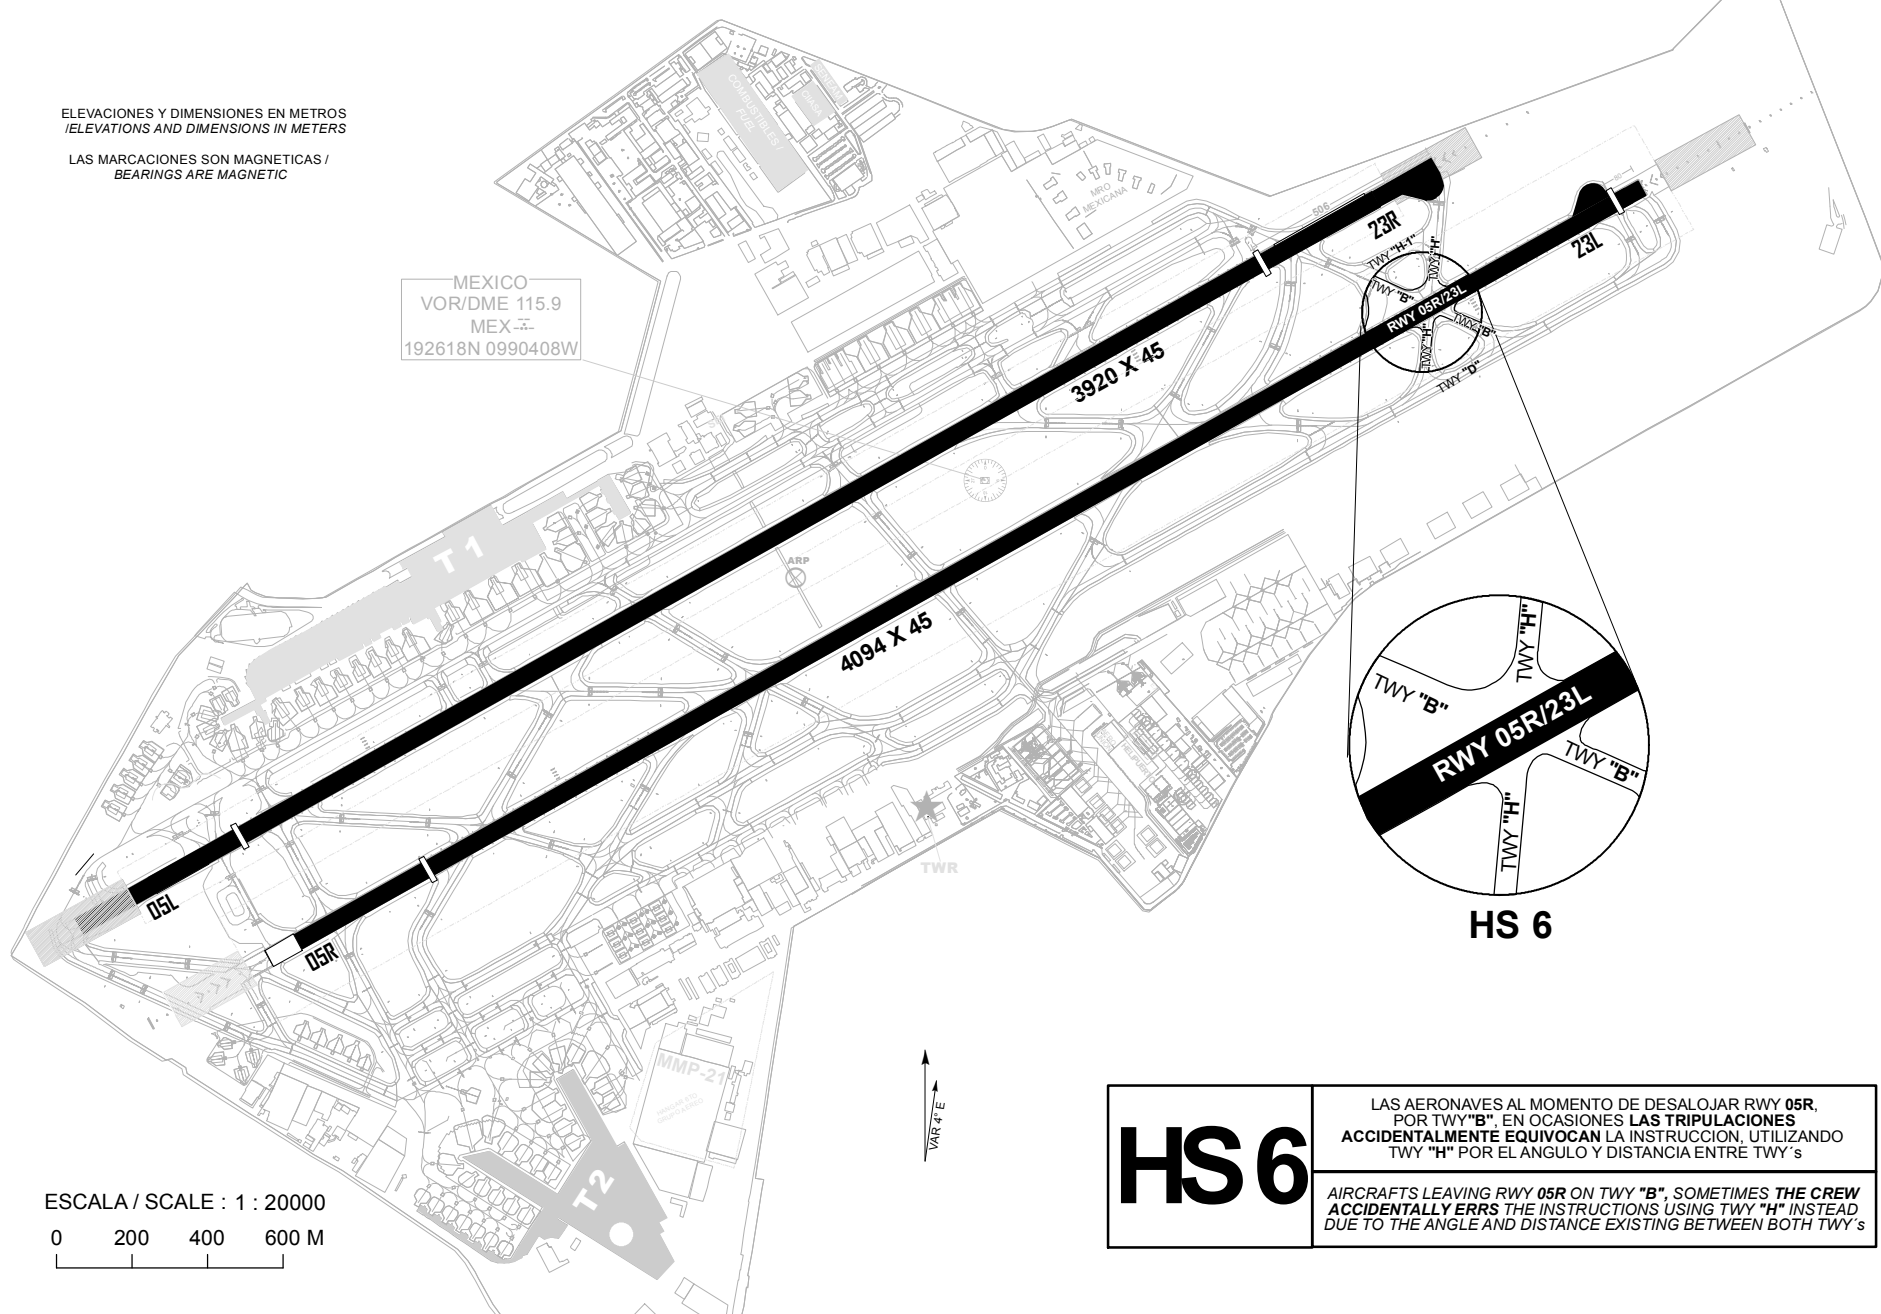 ELEVACIONES Y DIMENSIONES EN METROS
/ELEVATIONS AND DIMENSIONS IN METERS
LAS MARCACIONES SON MAGNETICAS /
BEARINGS ARE MAGNETIC
COMBUSTIBLES /
FUEL
MRO
MEXICANA
MEXICO
VOR/DME 115.9
MEX
192618N 0990408W
506
23R
23L
TWY "H-1"
TWY "H"
TWY "B"
RWY 05R/23L
TWY "B"
TWY "H"
TWY "D"
3920 X 45
4094 X 45
T 1
ARP
TWR
05L
05R
TWY "H"
TWY "B"
RWY 05R/23L
TWY "B"
TWY "H"
HS 6
MMP-21
T2
VAR 4° E
ESCALA / SCALE : 1 : 20000
0 200 400 600 M
HS 6
LAS AERONAVES AL MOMENTO DE DESALOJAR RWY 05R,
POR TWY"B", EN OCASIONES LAS TRIPULACIONES
ACCIDENTALMENTE EQUIVOCAN LA INSTRUCCION, UTILIZANDO
TWY "H" POR EL ANGULO Y DISTANCIA ENTRE TWY´s
AIRCRAFTS LEAVING RWY 05R ON TWY "B", SOMETIMES THE CREW
ACCIDENTALLY ERRS THE INSTRUCTIONS USING TWY "H" INSTEAD
DUE TO THE ANGLE AND DISTANCE EXISTING BETWEEN BOTH TWY´s